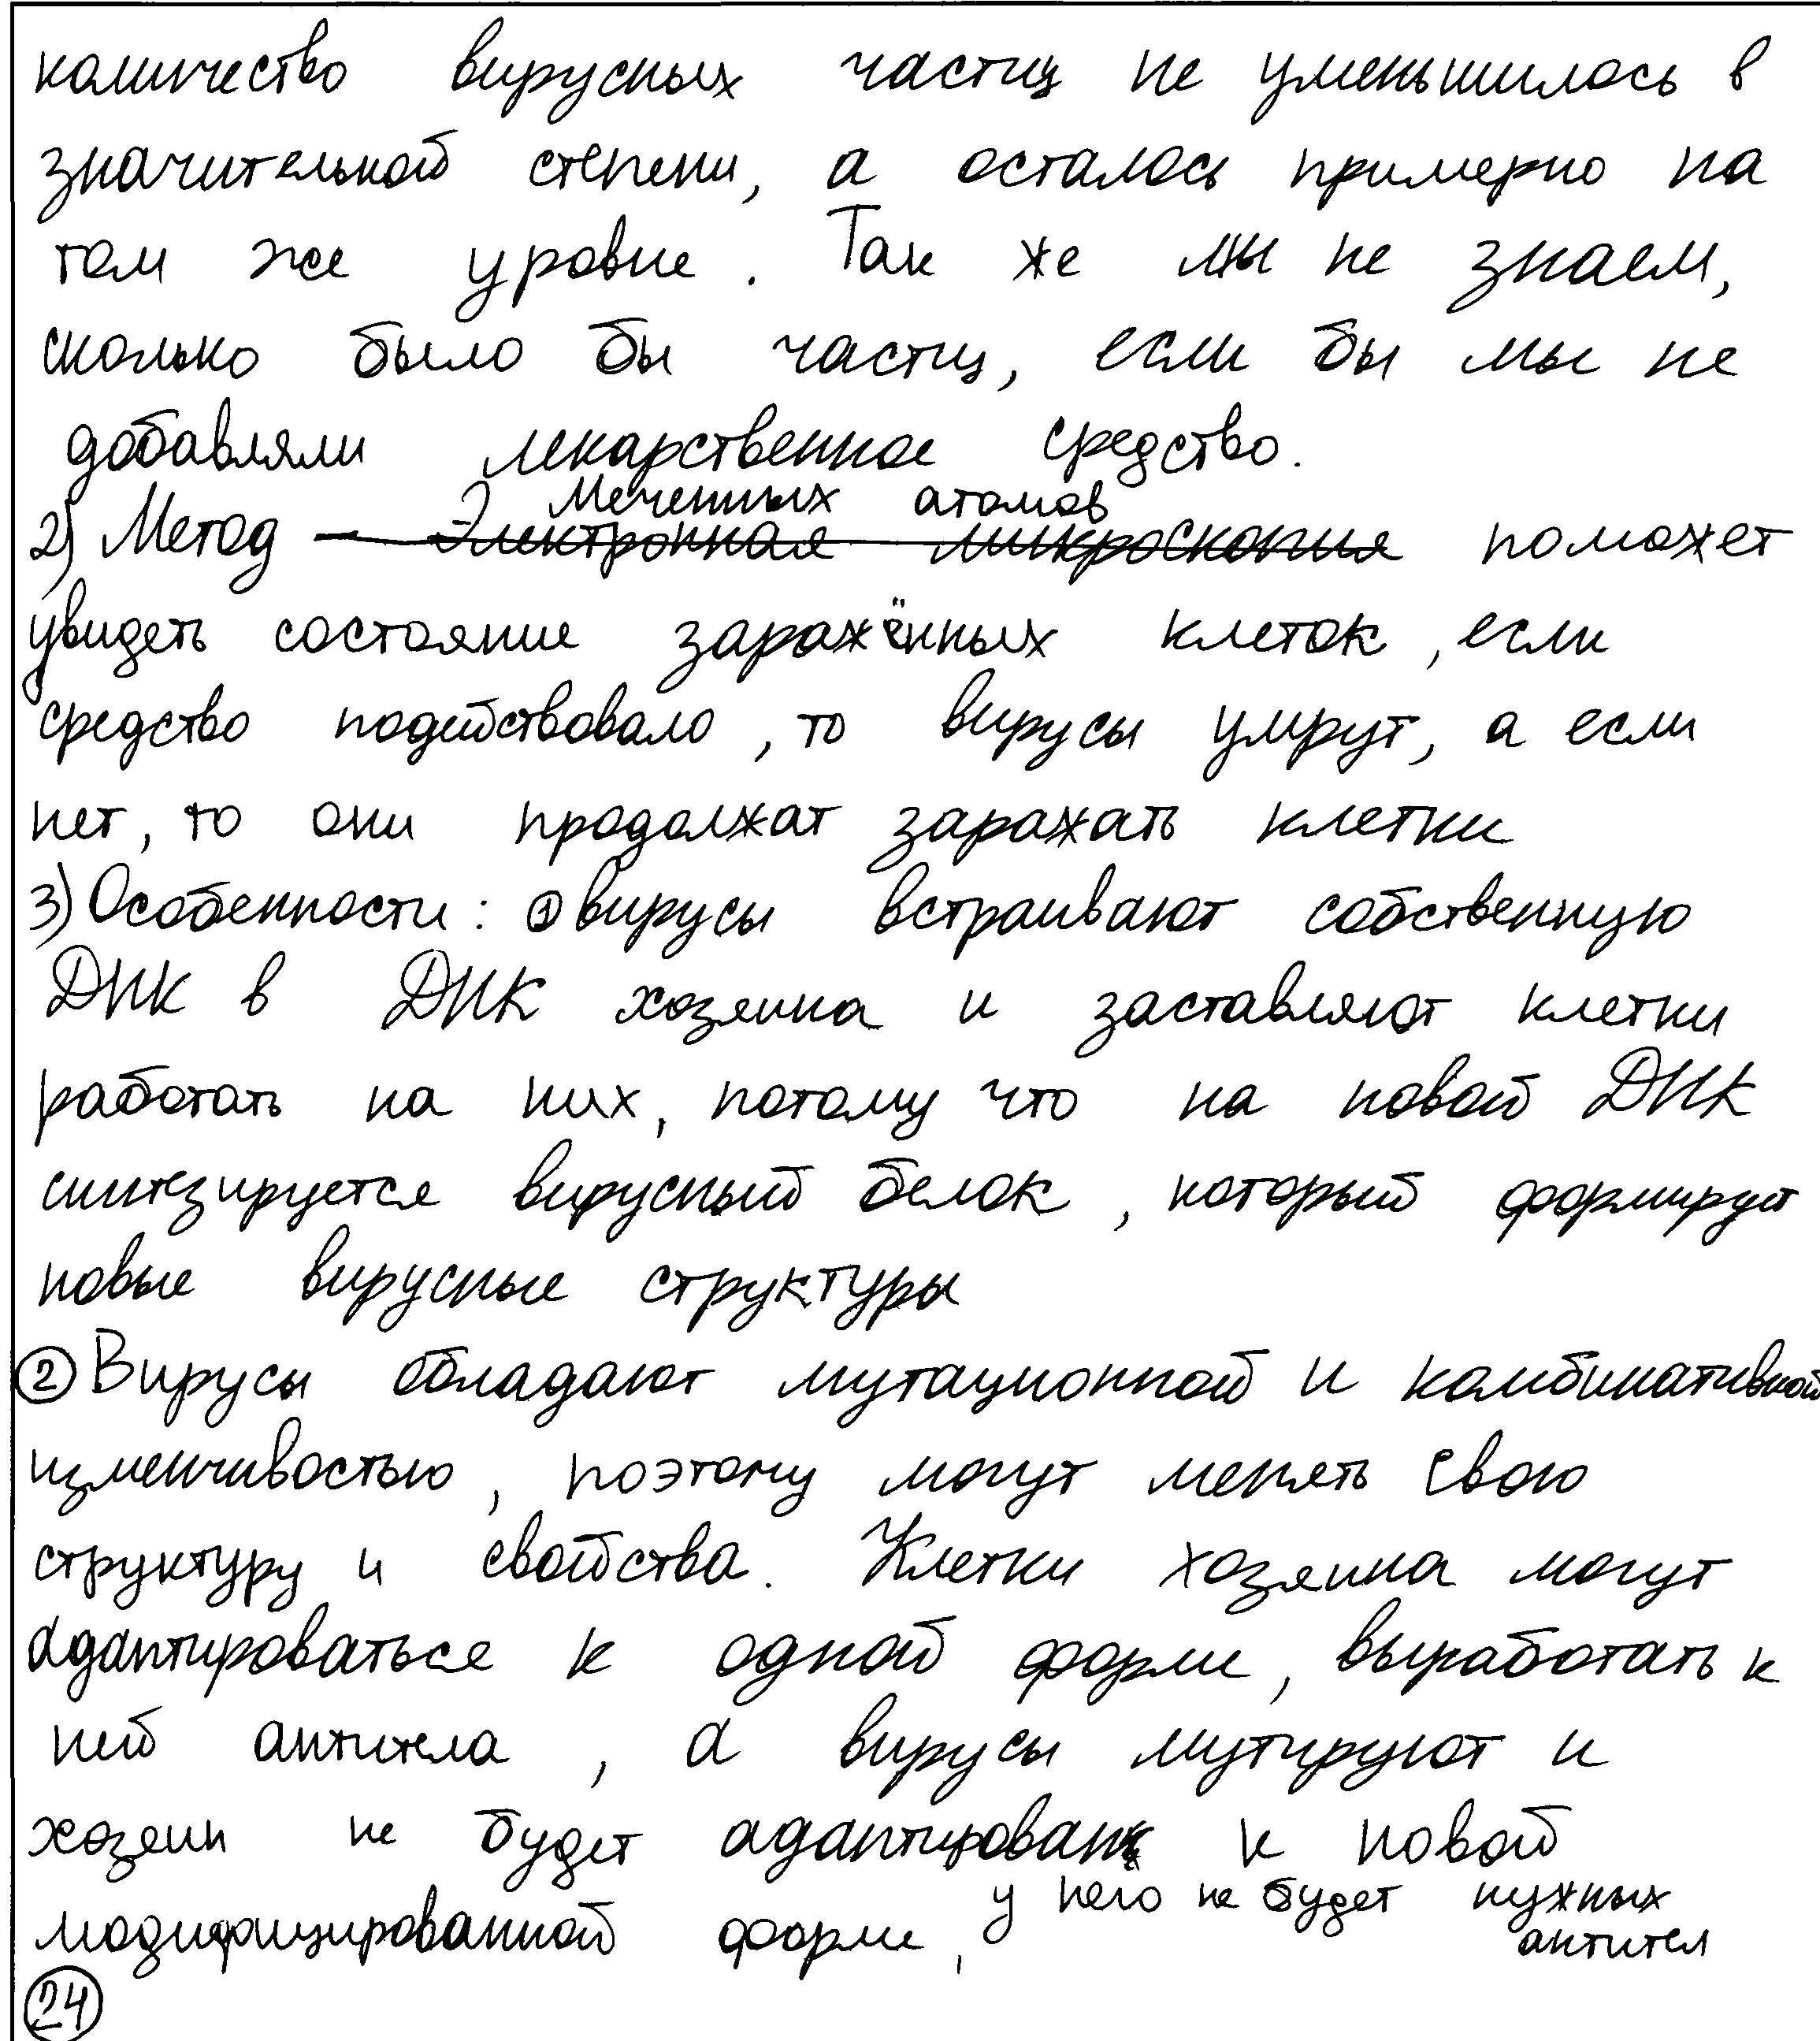 количество вирусных частиц не уменьшилось в
значительной степени, а осталось примерно на
том же уровне. Так же мы не знаем,
сколько было бы частиц, если бы мы не
добавляли лекарственное средство.
меченных атомов
2) Метод — Электронная микроскопия поможет
увидеть состояние заражённых клеток, если
средство подействовало, то вирусы умрут, а если
нет, то они продолжат заражать клетки
3) Особенности: ① вирусы встраивают собственную
ДНК в ДНК хозяина и заставляют клетки
работать на них, потому что на новой ДНК
синтезируется вирусный белок, который формирует
новые вирусные структуры
② Вирусы обладают мутационной и комбинативной
изменчивостью, поэтому могут менять свою
структуру и свойства. Клетки хозяина могут
адаптироваться к одной форме, выработать к
ней антитела, а вирусы мутируют и
хозяин не будет адаптирован к новой
модифицированной форме, у него не будет нужных
антител
24